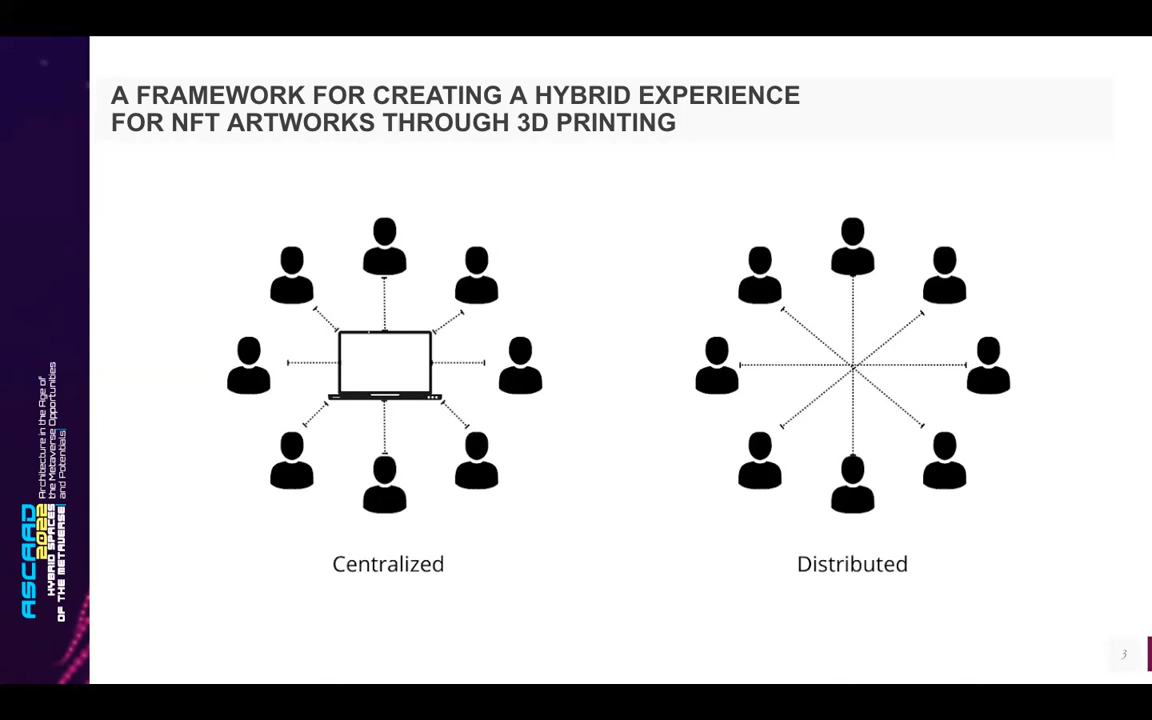 A FRAMEWORK FOR CREATING A HYBRID EXPERIENCE
FOR NFT ARTWORKS THROUGH 3D PRINTING
Centralized
Distributed
ASCAAD
2022
HYBRID SPACES
OF THE METAVERSE|
Architecture in the Age of
the Metaverse Opportunities
and Potentials|
3